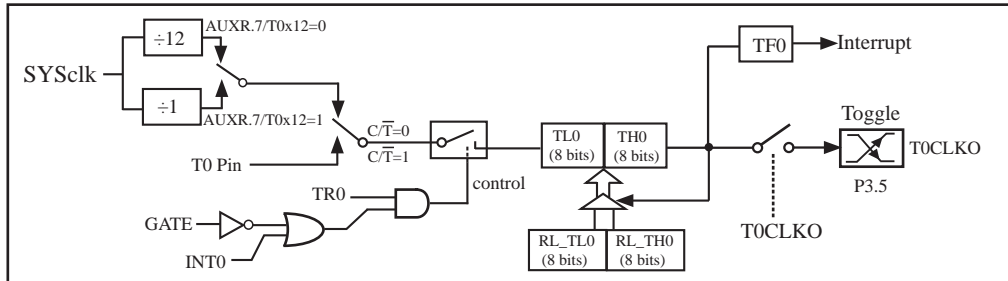 AUXR.7/T0x12=0
÷12
SYSclk
÷1
AUXR.7/T0x12=1
T0 Pin
C/T̅=0
C/T̅=1
control
TR0
GATE
INT0
TL0
(8 bits)
TH0
(8 bits)
RL_TL0
(8 bits)
RL_TH0
(8 bits)
TF0
Interrupt
Toggle
T0CLKO
P3.5
T0CLKO